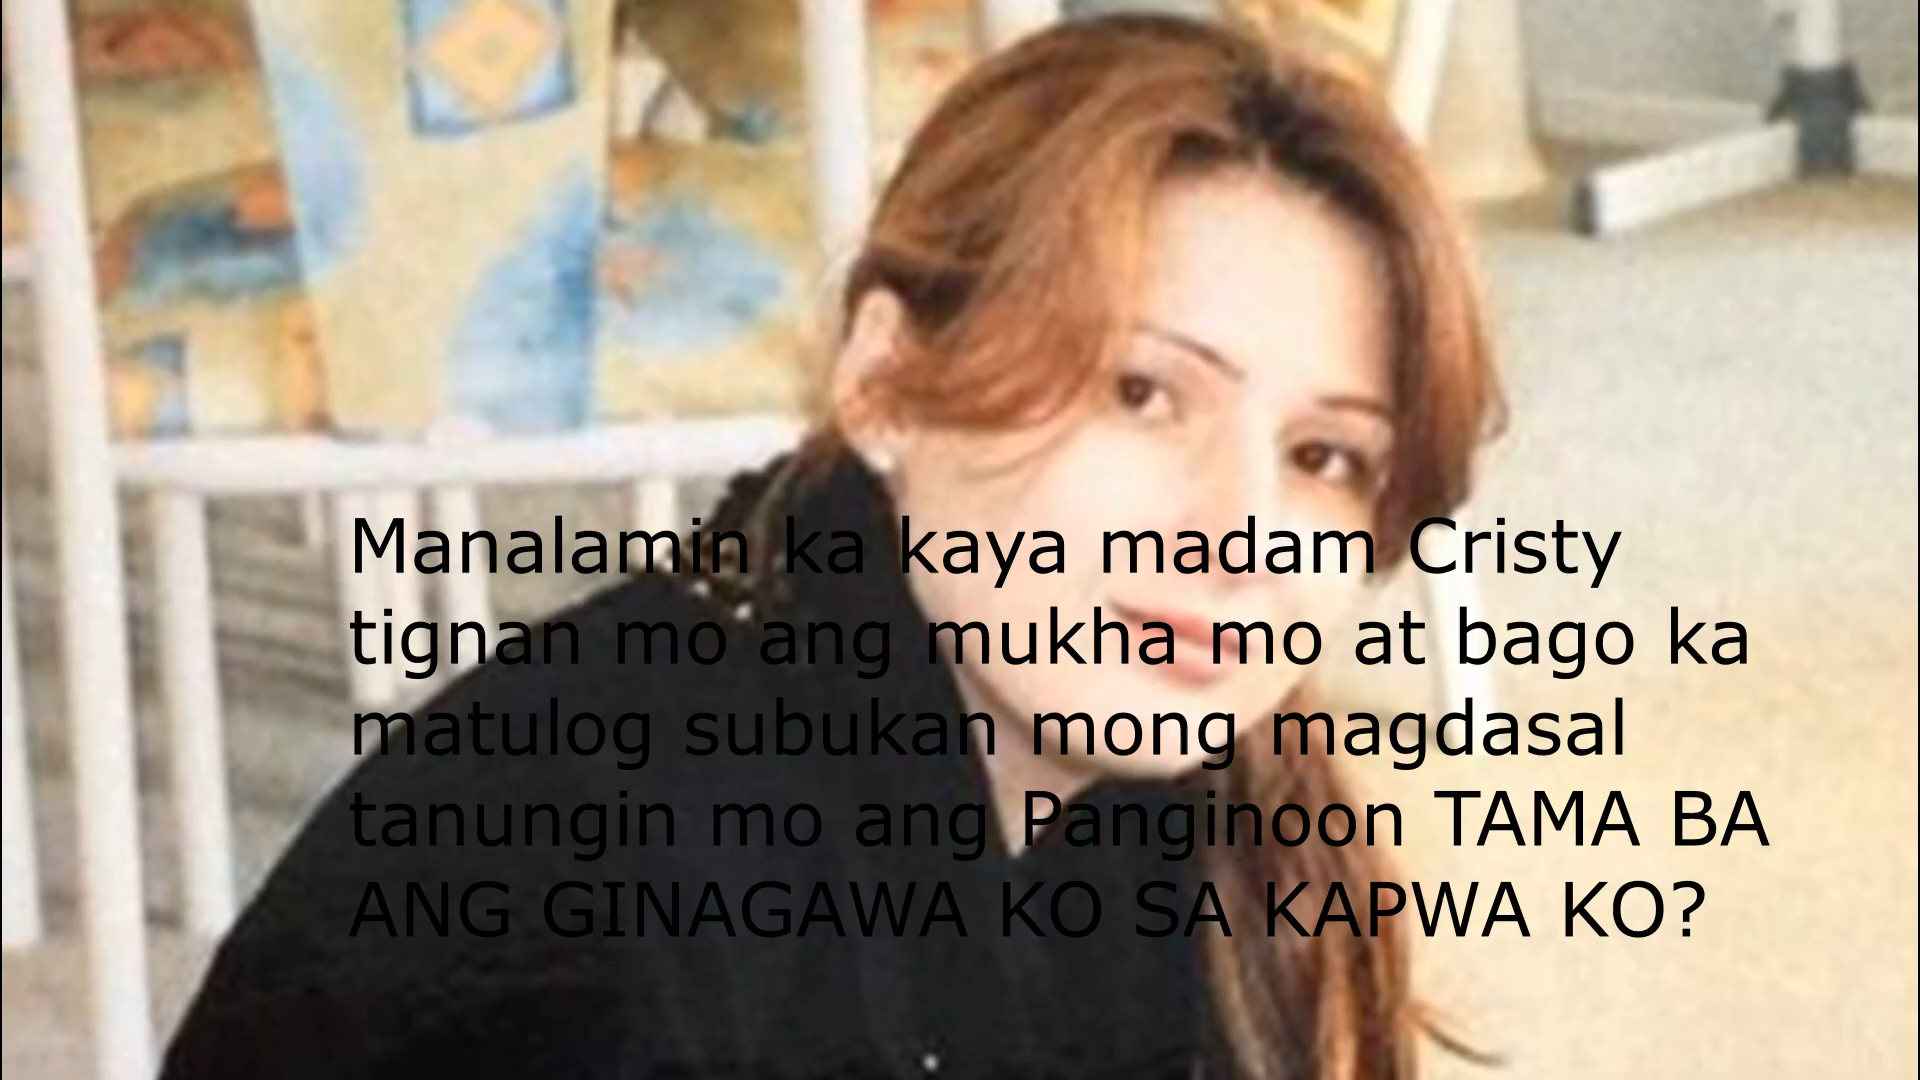 Manalamin ka kaya madam Cristy
tignan mo ang mukha mo at bago ka
matulog subukan mong magdasal
tanungin mo ang Panginoon TAMA BA
ANG GINAGAWA KO SA KAPWA KO?